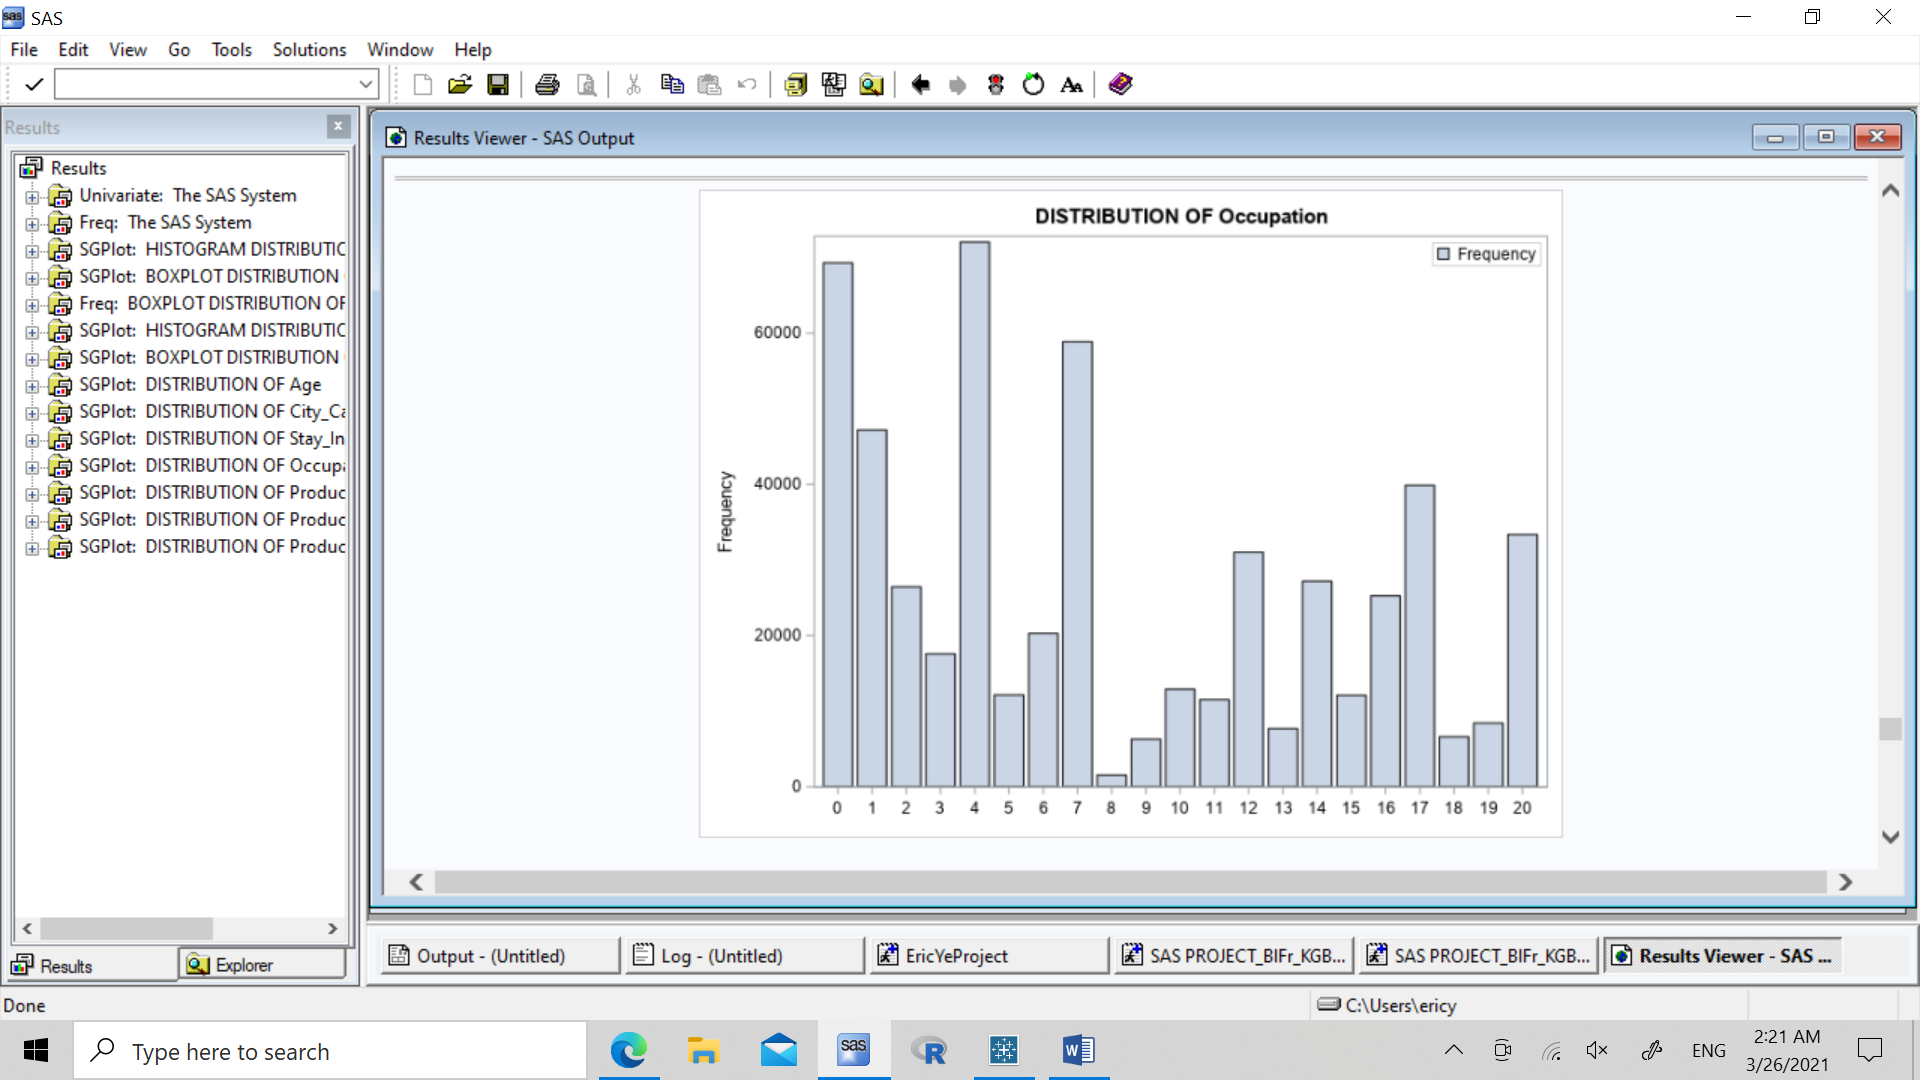 SAS
File Edit View Go Tools Solutions Window Help
Results
Results Viewer - SAS Output
Results
Univariate: The SAS System
Freq: The SAS System
SGPlot: HISTOGRAM DISTRIBUTIC
SGPlot: BOXPLOT DISTRIBUTION
Freq: BOXPLOT DISTRIBUTION OF
SGPlot: HISTOGRAM DISTRIBUTIC
SGPlot: BOXPLOT DISTRIBUTION
SGPlot: DISTRIBUTION OF Age
SGPlot: DISTRIBUTION OF City_Ca
SGPlot: DISTRIBUTION OF Stay_In
SGPlot: DISTRIBUTION OF Occupa
SGPlot: DISTRIBUTION OF Produc
SGPlot: DISTRIBUTION OF Produc
SGPlot: DISTRIBUTION OF Produc
DISTRIBUTION OF Occupation
Frequency
60000
40000
20000
0
Frequency
0 1 2 3 4 5 6 7 8 9 10 11 12 13 14 15 16 17 18 19 20
Results Explorer
Output - (Untitled) Log - (Untitled) EricYeProject SAS PROJECT_BIFr_KGB... SAS PROJECT_BIFr_KGB... Results Viewer - SAS ...
Done
C:\Users\ericy
Type here to search
ENG
2:21 AM
3/26/2021